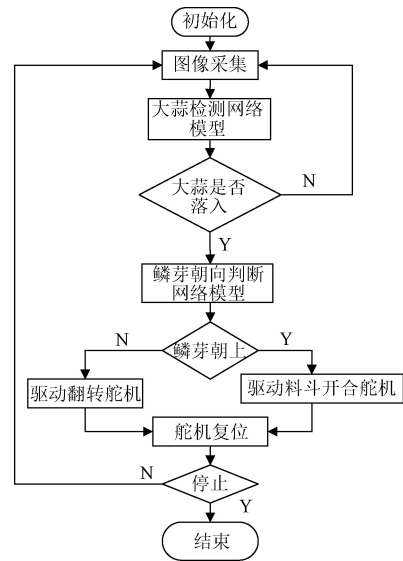 初始化
图像采集
大蒜检测网络
模型
大蒜是否
落入
N
Y
鳞芽朝向判断
网络模型
N
鳞芽朝上
Y
驱动翻转舵机
驱动料斗开合舵机
舵机复位
N
停止
Y
结束